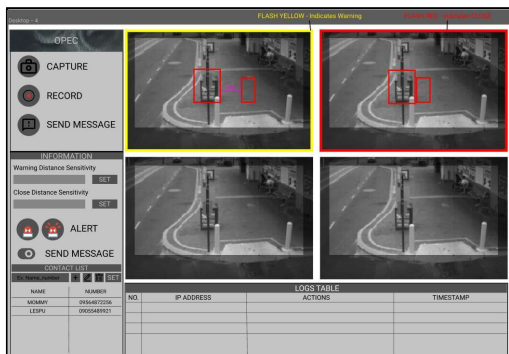 Desktop - 4
FLASH YELLOW - Indicates Warning
OPEC
CAPTURE
RECORD
SEND MESSAGE
INFORMATION
Warning Distance Sensitivity
SET
Close Distance Sensitivity
SET
ALERT
SEND MESSAGE
CONTACT LIST
Ex. Name, number
SET
NAME NUMBER
MOMMY 09564872256
LESPU 09055489921
LOGS TABLE
NO. IP ADDRESS ACTIONS TIMESTAMP